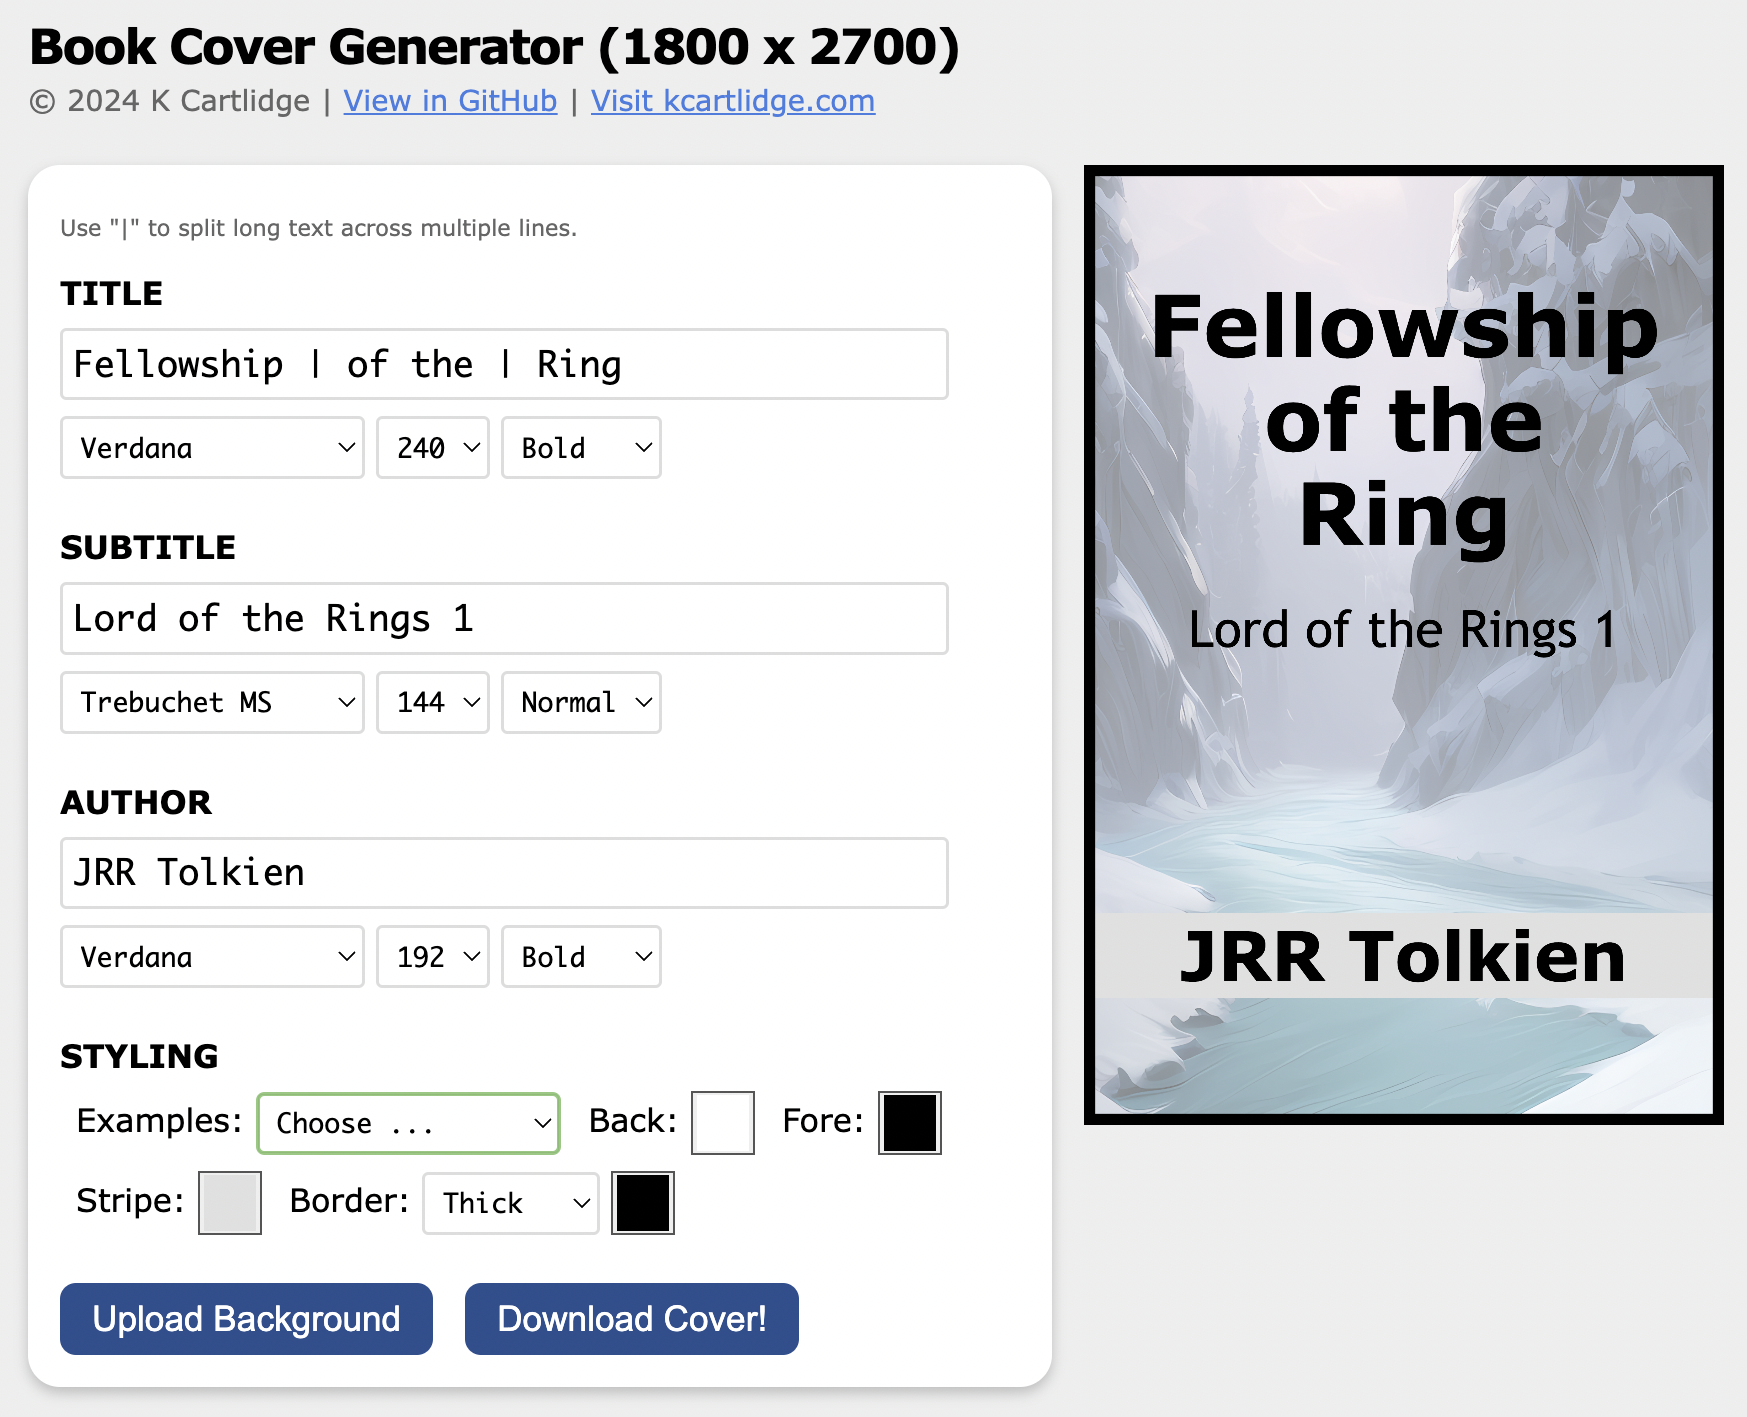 Book Cover Generator (1800 x 2700)
© 2024 K Cartlidge | View in GitHub | Visit kcartlidge.com
Use "|" to split long text across multiple lines.
TITLE
Fellowship | of the | Ring
Verdana 240 Bold
SUBTITLE
Lord of the Rings 1
Trebuchet MS 144 Normal
AUTHOR
JRR Tolkien
Verdana 192 Bold
STYLING
Examples: Choose ... Back: Fore:
Stripe: Border: Thick
Upload Background Download Cover!
Fellowship
of the
Ring
Lord of the Rings 1
JRR Tolkien